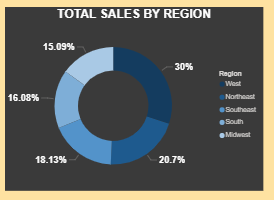 TOTAL SALES BY REGION
15.09%
30%
Region
West
Northeast
16.08%
Southeast
South
Midwest
18.13%
20.7%